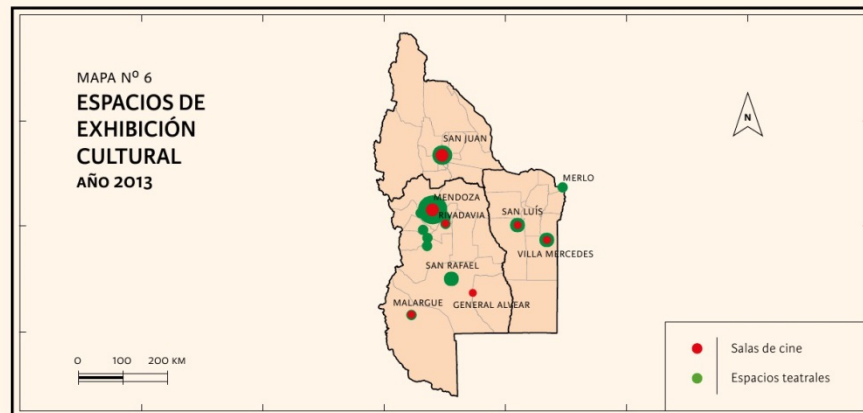 MAPA Nº 6
ESPACIOS DE
EXHIBICIÓN
CULTURAL
AÑO 2013
N
SAN JUAN
MERLO
MENDOZA
RIVADAVIA
SAN LUÍS
VILLA MERCEDES
SAN RAFAEL
MALARGUE
GENERAL ALVEAR
0 100 200 KM
Salas de cine
Espacios teatrales